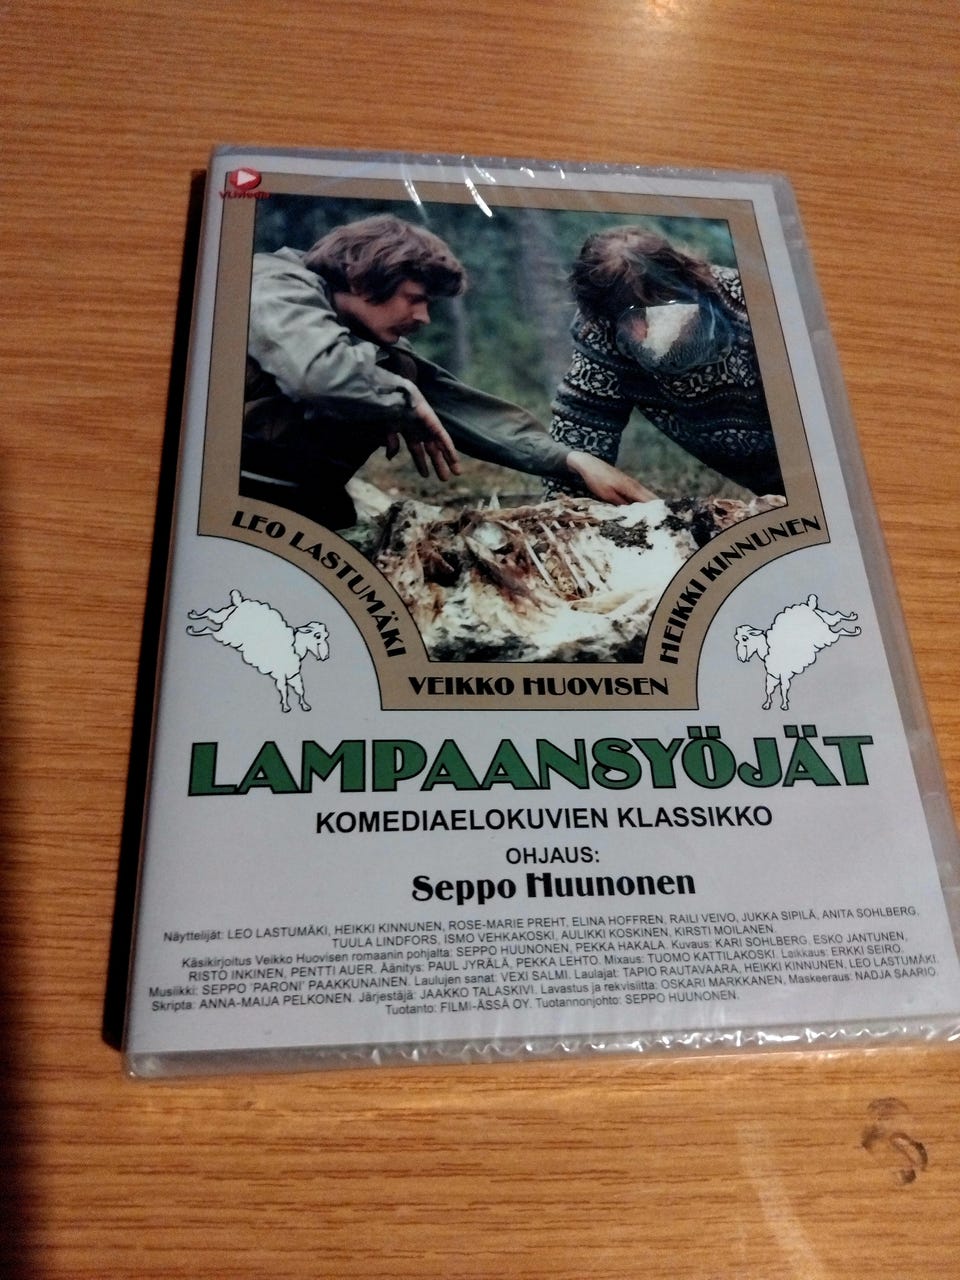 VLMedia
LEO LASTUMÄKI
HEIKKI KINNUNEN
VEIKKO HUOVISEN
LAMPAANSYÖJÄT
KOMEDIAELOKUVIEN KLASSIKKO
OHJAUS:
Seppo Huunonen
Näyttelijät: LEO LASTUMÄKI, HEIKKI KINNUNEN, ROSE-MARIE PREHT, ELINA HOFFREN, RAILI VEIVO, JUKKA SIPILÄ, ANITA SOHLBERG,
TUULA LINDFORS, ISMO VEHKAKOSKI, AULIKKI KOSKINEN, KIRSTI MOILANEN.
Käsikirjoitus Veikko Huovisen romaanin pohjalta: SEPPO HUUNONEN, PEKKA HAKALA. Kuvaus: KARI SOHLBERG, ESKO JANTUNEN,
RISTO INKINEN, PENTTI AUER. Äänitys: PAUL JYRÄLÄ, PEKKA LEHTO. Mixaus: TUOMO KATTILAKOSKI. Laikkaus: ERKKI SEIRO.
Musiikki: SEPPO 'PARONI' PAAKKUNAINEN. Laulujen sanat: VEXI SALMI. Laulajat: TAPIO RAUTAVAARA, HEIKKI KINNUNEN, LEO LASTUMÄKI.
Skripta: ANNA-MAIJA PELKONEN. Järjestäjä: JAAKKO TALASKIVI. Lavastus ja rekvisiitta: OSKARI MARKKANEN, Maskeeraus: NADJA SAARIO.
Tuotanto: FILMI-ÄSSÄ OY. Tuotannonjohto: SEPPO HUUNONEN.